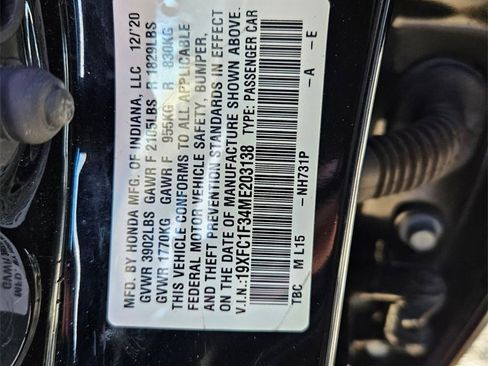 MFD. BY HONDA MFG. OF INDIANA, LLC 12/'20
GVWR 3902LBS GAWR F 2105LBS R 1829LBS
GVWR 1770KG GAWR F 955KG R 830KG
THIS VEHICLE CONFORMS TO ALL APPLICABLE
FEDERAL MOTOR VEHICLE SAFETY, BUMPER,
AND THEFT PREVENTION STANDARDS IN EFFECT
ON THE DATE OF MANUFACTURE SHOWN ABOVE.
V.I.N.:19XFC1F34ME203138 TYPE: PASSENGER CAR
TBC M L15 -NH731P -A -E